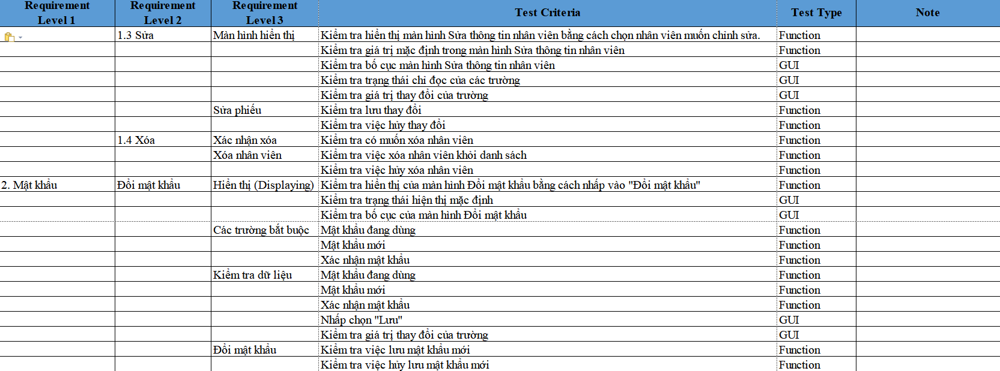 Requirement Level 1 Requirement Level 2 Requirement Level 3 Test Criteria Test Type Note
1.3 Sửa Màn hình hiển thị Kiểm tra hiển thị màn hình Sửa thông tin nhân viên bằng cách chọn nhân viên muốn chỉnh sửa. Function
Kiểm tra giá trị mặc định trong màn hình Sửa thông tin nhân viên Function
Kiểm tra bố cục màn hình Sửa thông tin nhân viên GUI
Kiểm tra trạng thái chỉ đọc của các trường GUI
Kiểm tra giá trị thay đổi của trường GUI
Sửa phiếu Kiểm tra lưu thay đổi Function
Kiểm tra việc hủy thay đổi Function
1.4 Xóa Xác nhận xóa Kiểm tra có muốn xóa nhân viên Function
Xóa nhân viên Kiểm tra việc xóa nhân viên khỏi danh sách Function
Kiểm tra việc hủy xóa nhân viên Function
2. Mật khẩu Đổi mật khẩu Hiển thị (Displaying) Kiểm tra hiển thị của màn hình Đổi mật khẩu bằng cách nhấp vào "Đổi mật khẩu" Function
Kiểm tra trạng thái hiện thị mặc định GUI
Kiểm tra bố cục của màn hình Đổi mật khẩu GUI
Các trường bắt buộc Mật khẩu đang dùng Function
Mật khẩu mới Function
Xác nhận mật khẩu Function
Kiểm tra dữ liệu Mật khẩu đang dùng Function
Mật khẩu mới Function
Xác nhận mật khẩu Function
Nhấp chọn "Lưu" GUI
Kiểm tra giá trị thay đổi của trường GUI
Đổi mật khẩu Kiểm tra việc lưu mật khẩu mới Function
Kiểm tra việc hủy lưu mật khẩu mới Function